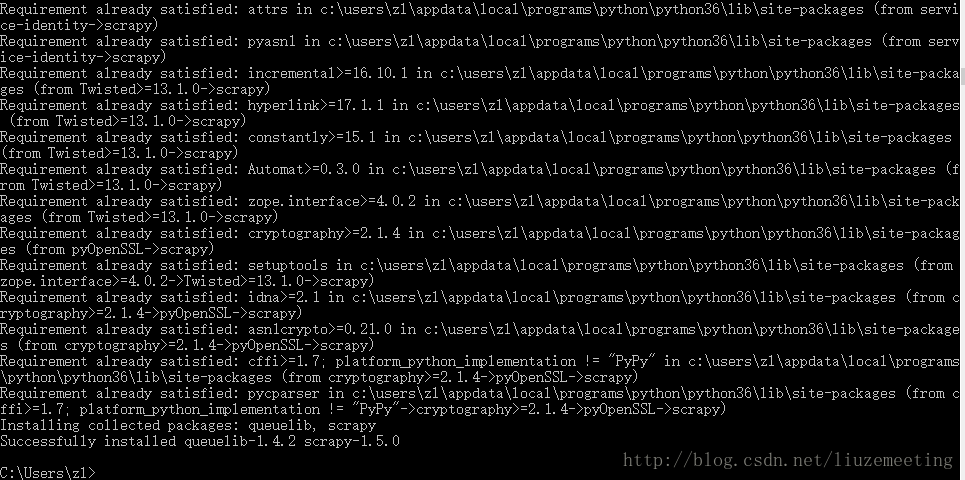 Requirement already satisfied: attrs in c:\users\zl\appdata\local\programs\python\python36\lib\site-packages (from servi
ce-identity->scrapy)
Requirement already satisfied: pyasn1 in c:\users\zl\appdata\local\programs\python\python36\lib\site-packages (from serv
ice-identity->scrapy)
Requirement already satisfied: incremental>=16.10.1 in c:\users\zl\appdata\local\programs\python\python36\lib\site-packa
ges (from Twisted>=13.1.0->scrapy)
Requirement already satisfied: hyperlink>=17.1.1 in c:\users\zl\appdata\local\programs\python\python36\lib\site-packages
 (from Twisted>=13.1.0->scrapy)
Requirement already satisfied: constantly>=15.1 in c:\users\zl\appdata\local\programs\python\python36\lib\site-packages
(from Twisted>=13.1.0->scrapy)
Requirement already satisfied: Automat>=0.3.0 in c:\users\zl\appdata\local\programs\python\python36\lib\site-packages (f
rom Twisted>=13.1.0->scrapy)
Requirement already satisfied: zope.interface>=4.0.2 in c:\users\zl\appdata\local\programs\python\python36\lib\site-pack
ages (from Twisted>=13.1.0->scrapy)
Requirement already satisfied: cryptography>=2.1.4 in c:\users\zl\appdata\local\programs\python\python36\lib\site-packag
es (from pyOpenSSL->scrapy)
Requirement already satisfied: setuptools in c:\users\zl\appdata\local\programs\python\python36\lib\site-packages (from
zope.interface>=4.0.2->Twisted>=13.1.0->scrapy)
Requirement already satisfied: idna>=2.1 in c:\users\zl\appdata\local\programs\python\python36\lib\site-packages (from c
ryptography>=2.1.4->pyOpenSSL->scrapy)
Requirement already satisfied: asn1crypto>=0.21.0 in c:\users\zl\appdata\local\programs\python\python36\lib\site-package
s (from cryptography>=2.1.4->pyOpenSSL->scrapy)
Requirement already satisfied: cffi>=1.7; platform_python_implementation != "PyPy" in c:\users\zl\appdata\local\programs
\python\python36\lib\site-packages (from cryptography>=2.1.4->pyOpenSSL->scrapy)
Requirement already satisfied: pycparser in c:\users\zl\appdata\local\programs\python\python36\lib\site-packages (from c
ffi>=1.7; platform_python_implementation != "PyPy"->cryptography>=2.1.4->pyOpenSSL->scrapy)
Installing collected packages: queuelib, scrapy
Successfully installed queuelib-1.4.2 scrapy-1.5.0
C:\Users\zl>
http://blog.csdn.net/liuzemeeting